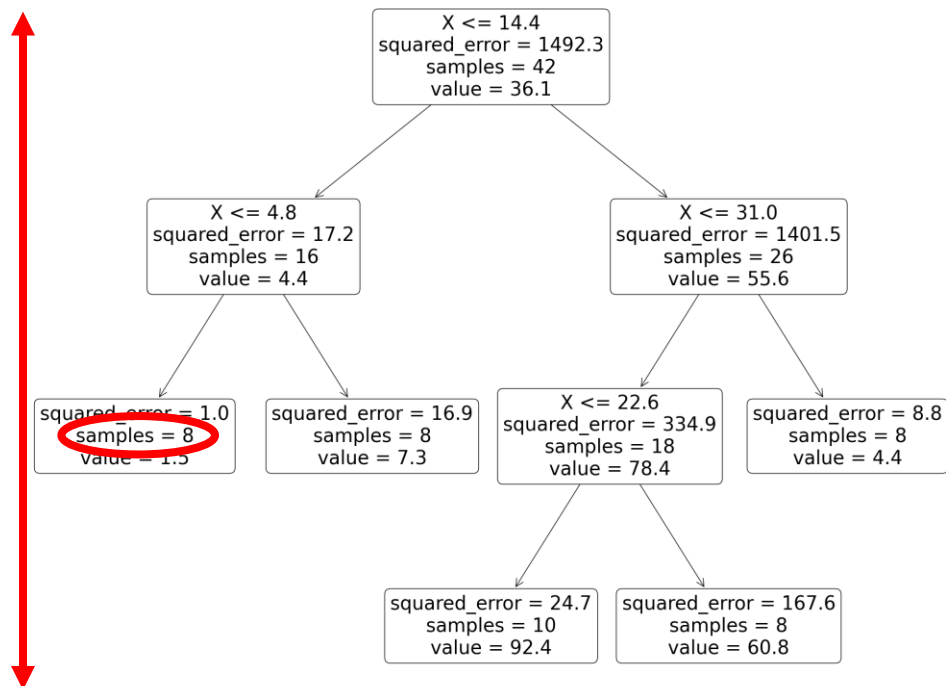 X <= 14.4
squared_error = 1492.3
samples = 42
value = 36.1
X <= 4.8
squared_error = 17.2
samples = 16
value = 4.4
X <= 31.0
squared_error = 1401.5
samples = 26
value = 55.6
squared_error = 1.0
samples = 8
value = 1.5
squared_error = 16.9
samples = 8
value = 7.3
X <= 22.6
squared_error = 334.9
samples = 18
value = 78.4
squared_error = 8.8
samples = 8
value = 4.4
squared_error = 24.7
samples = 10
value = 92.4
squared_error = 167.6
samples = 8
value = 60.8